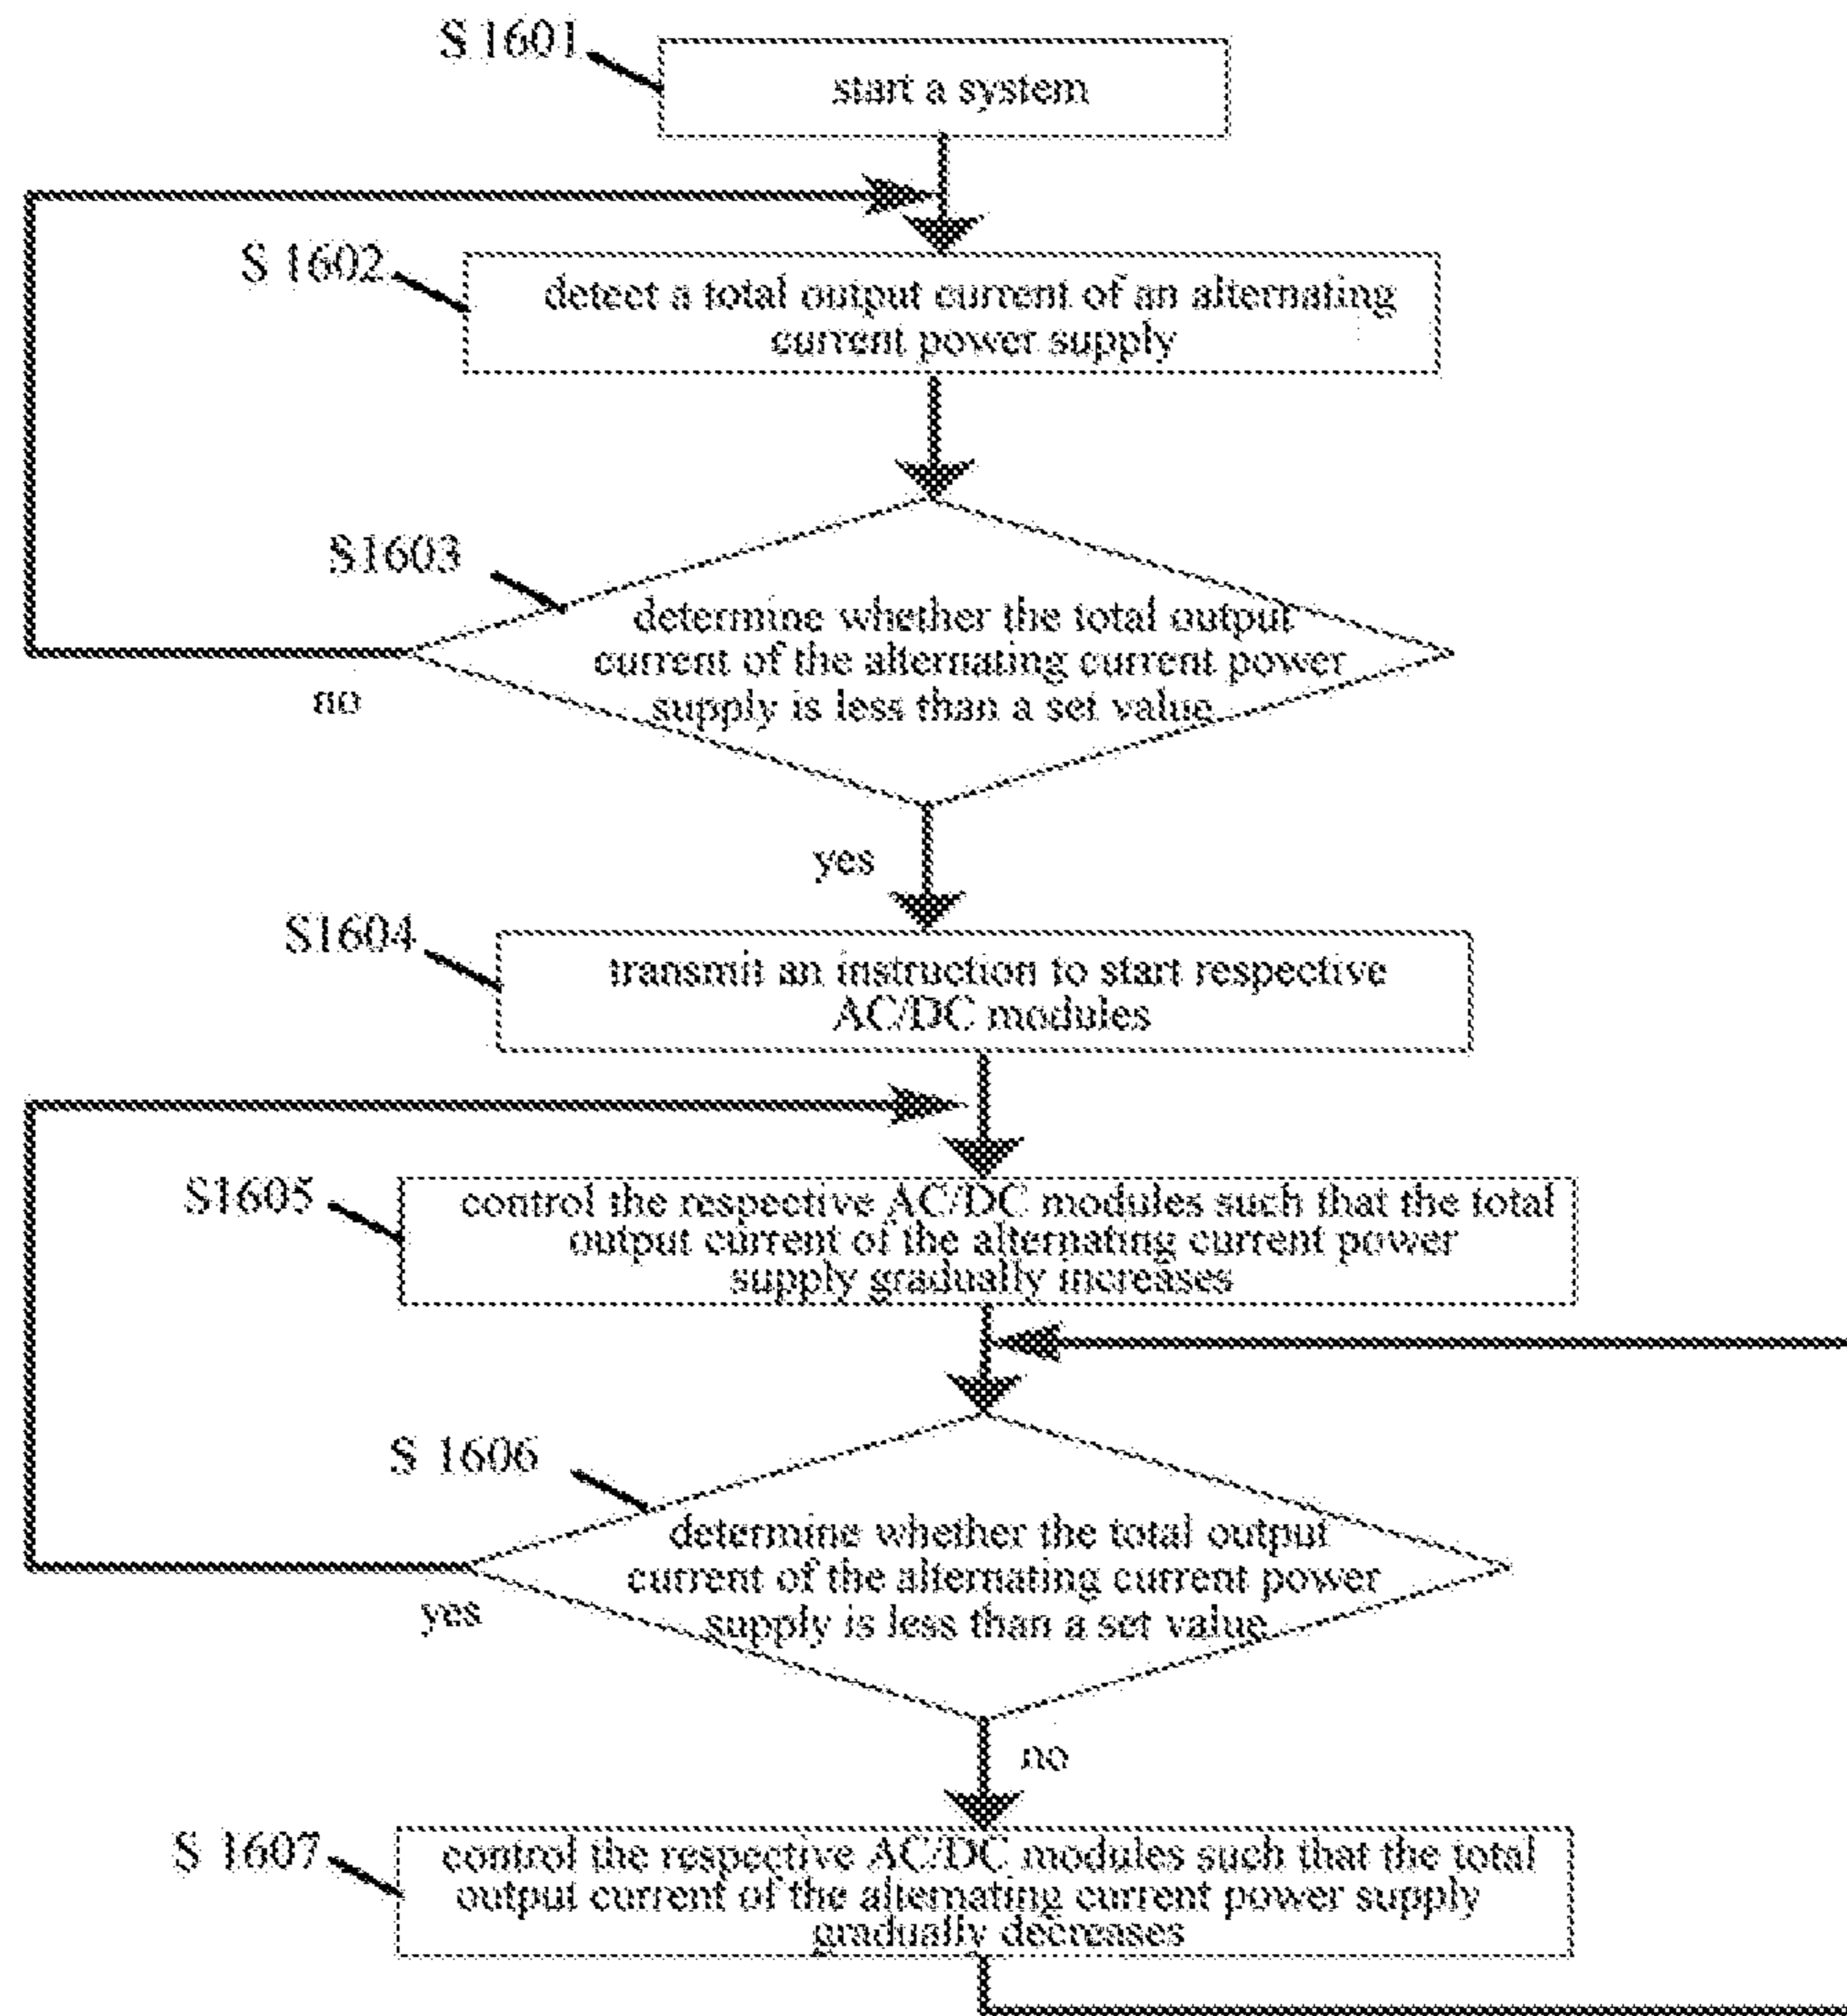 S 1601
start a system
S 1602
detect a total output current of an alternating
current power supply
S1603
determine whether the total output
current of the alternating current power
supply is less than a set value
no
yes
S1604
transmit an instruction to start respective
AC/DC modules
S1605
control the respective AC/DC modules such that the total
output current of the alternating current power
supply gradually increases
S 1606
determine whether the total output
current of the alternating current power
supply is less than a set value
yes
no
S 1607
control the respective AC/DC modules such that the total
output current of the alternating current power supply
gradually decreases